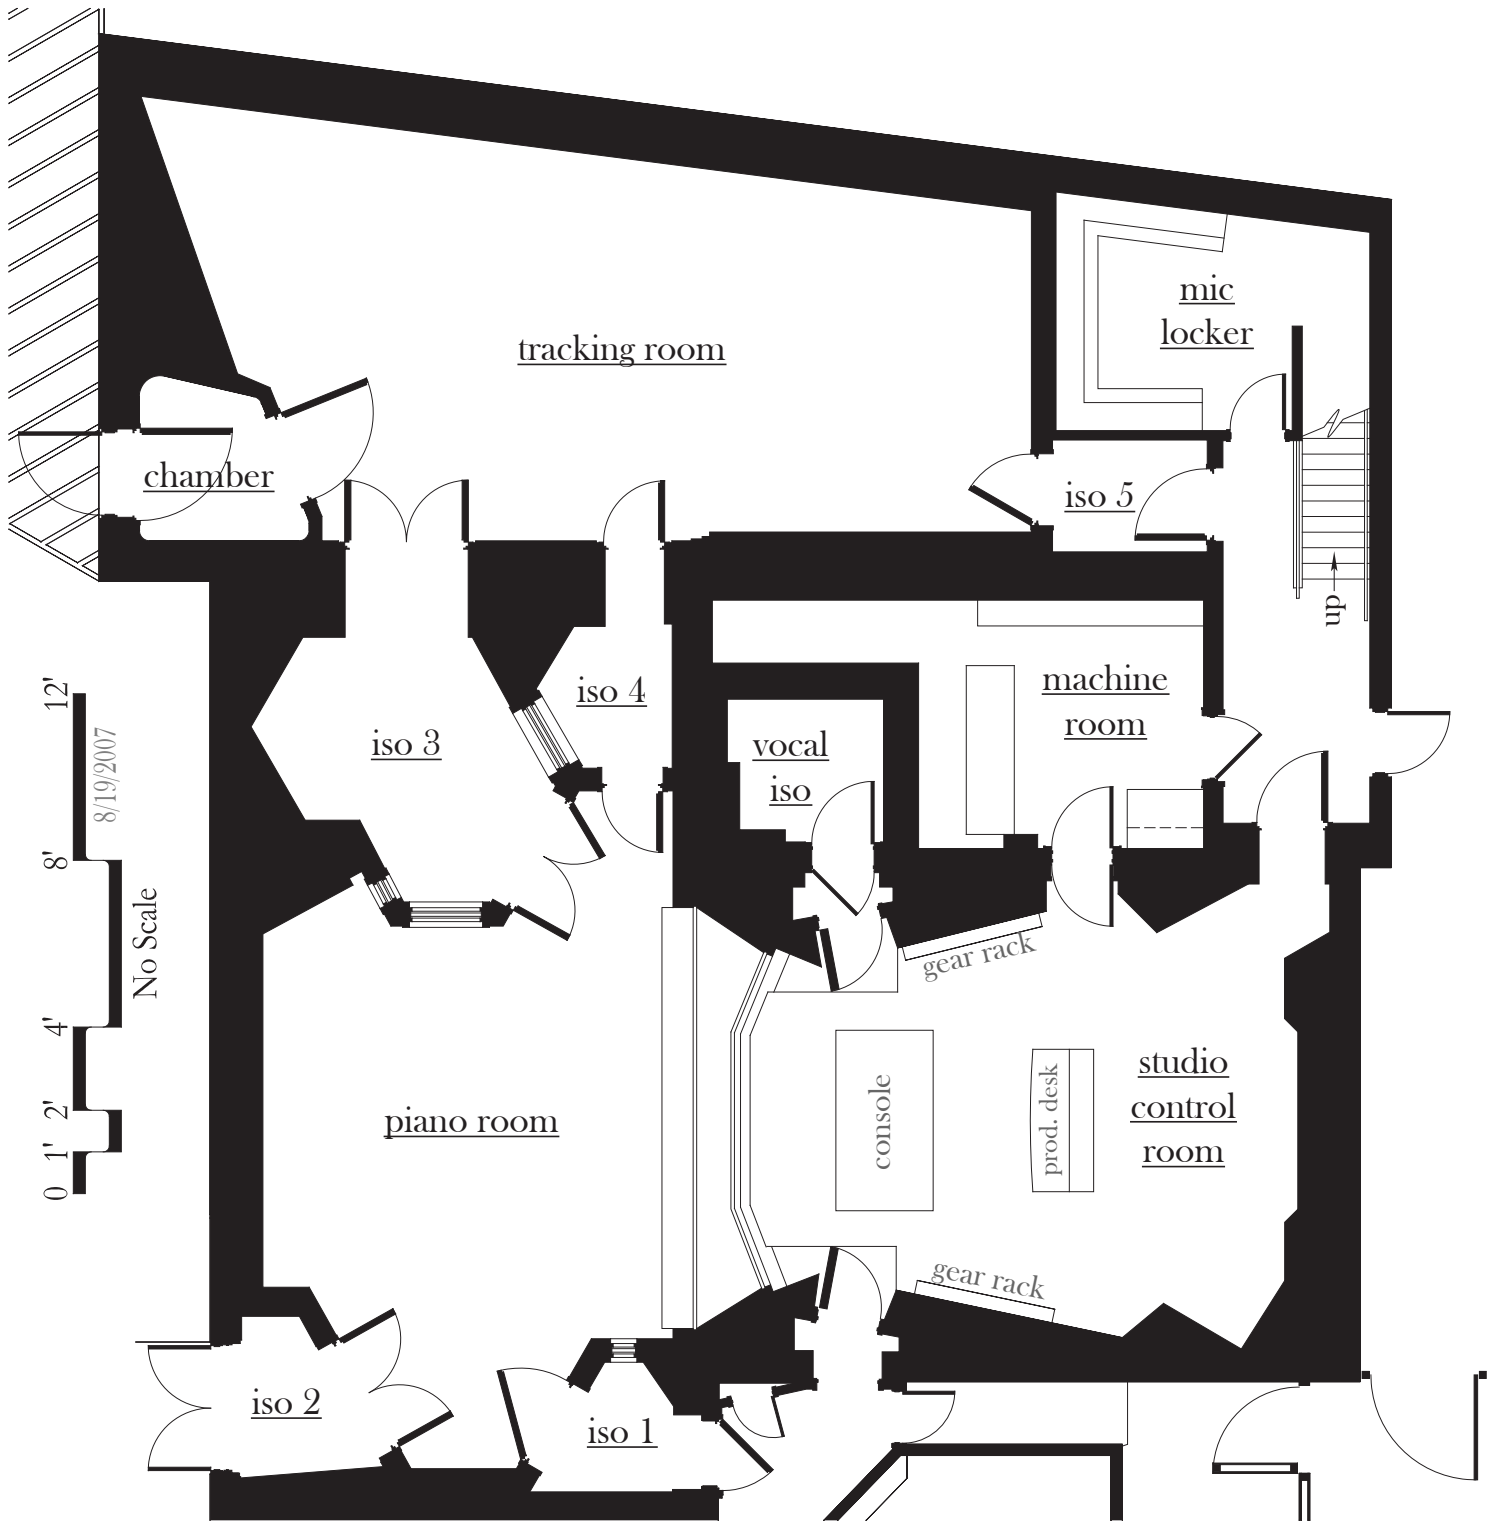 mic
locker
tracking room
chamber
iso 5
up
iso 4
machine
room
iso 3
vocal
iso
12'
8'
4'
2'
1'
0
8/19/2007
No Scale
gear rack
studio
control
room
console
prod. desk
piano room
gear rack
iso 2
iso 1